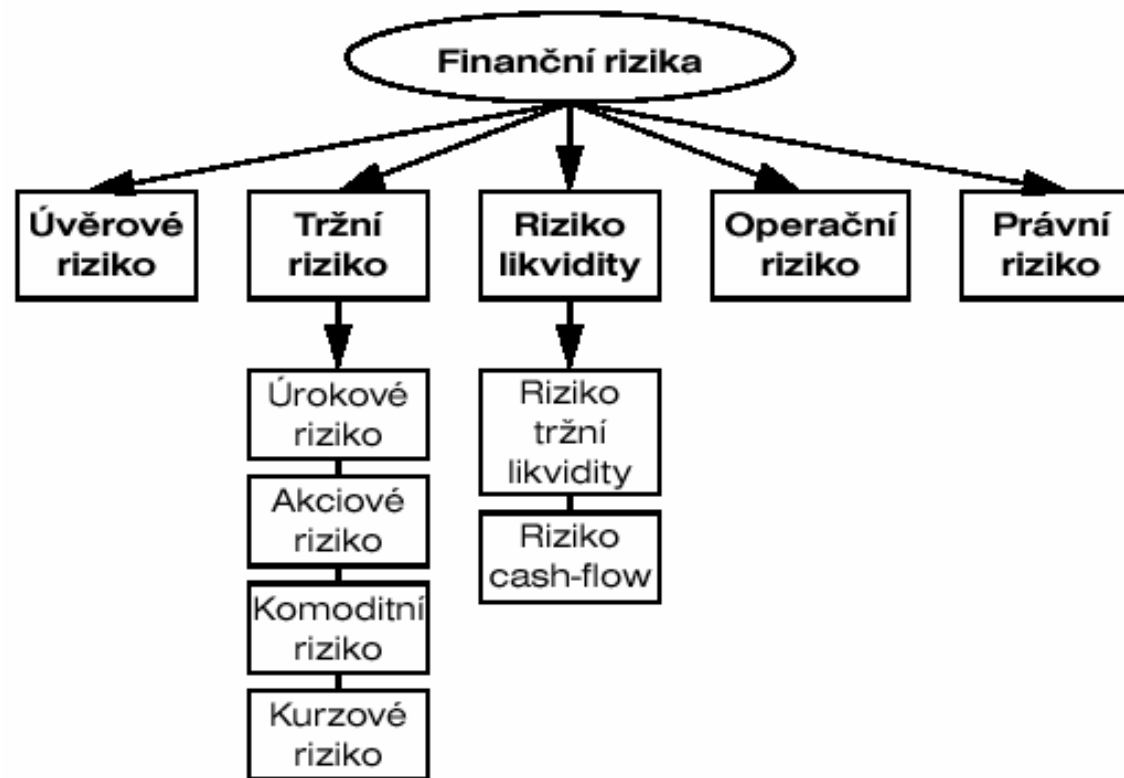 Finanční rizika
Úvěrové
riziko
Tržní
riziko
Riziko
likvidity
Operační
riziko
Právní
riziko
Úrokové
riziko
Akciové
riziko
Komoditní
riziko
Kurzové
riziko
Riziko
tržní
likvidity
Riziko
cash-flow